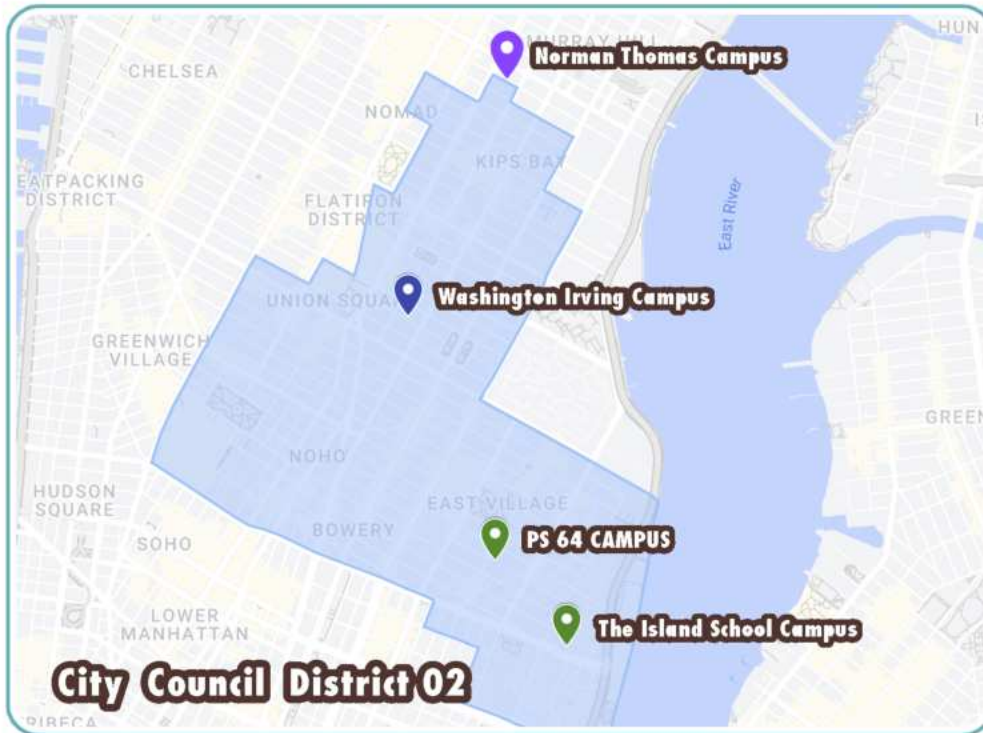 HUN
MURRAY HILL
Norman Thomas Campus
CHELSEA
NOMAD
KIPS BAY
EATPACKING
DISTRICT
FLATIRON
DISTRICT
East River
UNION SQUARE
Washington Irving Campus
GREENWICH
VILLAGE
GREEN
NOHO
HUDSON
SQUARE
EAST VILLAGE
BOWERY
SOHO
PS 64 CAMPUS
LOWER
MANHATTAN
The Island School Campus
City Council District 02
RIBECA